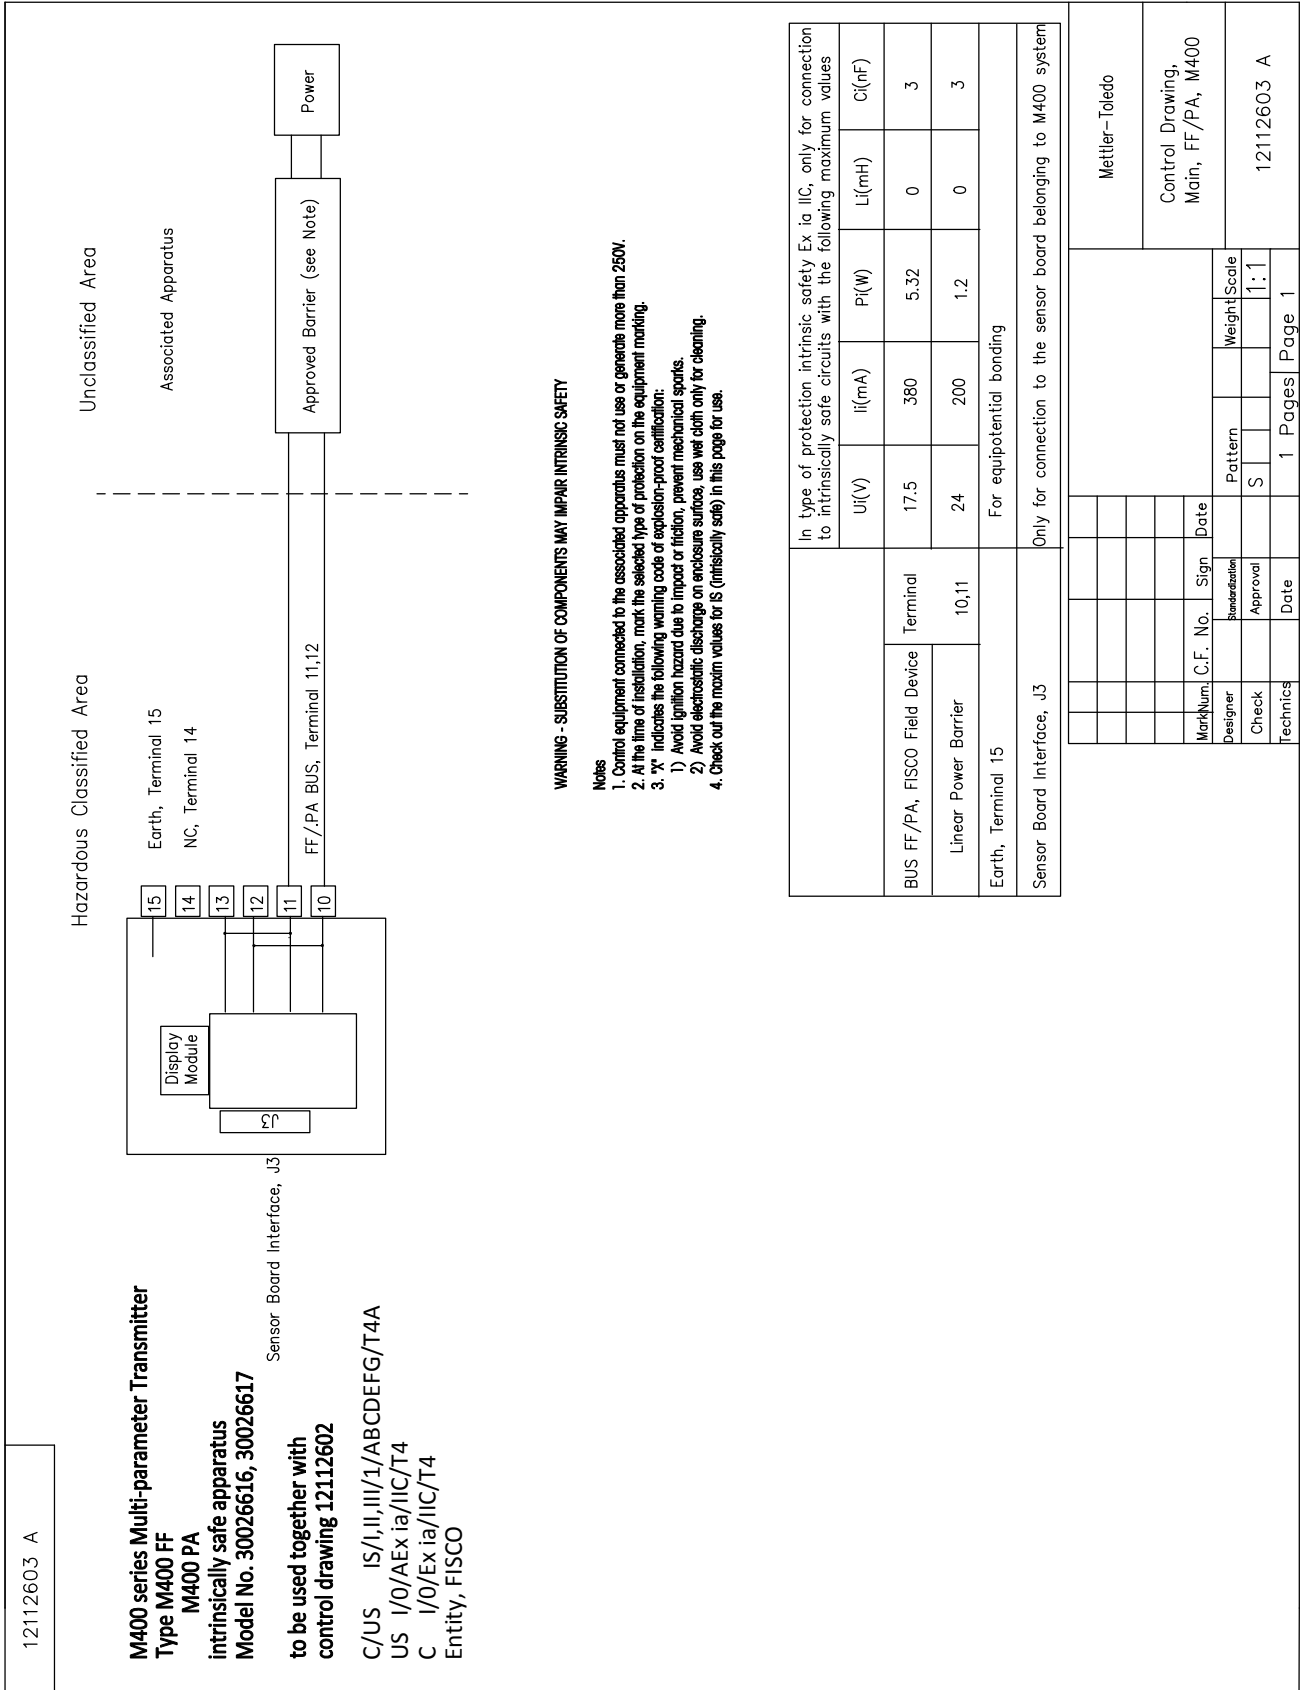 12112603 A
M400 series Multi-parameter Transmitter
Type M400 FF
M400 PA
intrinsically safe apparatus
Model No. 30026616, 30026617
to be used together with
control drawing 12112602
C/US IS/I,II,III/1/ABCDEFG/T4A
US I/0/AEx ia/IIC/T4
C I/0/Ex ia/IIC/T4
Entity, FISCO
Hazardous Classified Area
Unclassified Area
Sensor Board Interface, J3
J3
Display
Module
15
14
13
12
11
10
Earth, Terminal 15
NC, Terminal 14
FF/.PA BUS, Terminal 11,12
Associated Apparatus
Approved Barrier (see Note)
Power
WARNING - SUBSTITUTION OF COMPONENTS MAY IMPAIR INTRINSIC SAFETY
Notes
1. Control equipment connected to the associated apparatus must not use or generate more than 250V.
2. At the time of installation, mark the selected type of protection on the equipment marking.
3. "X" indicates the following warning code of explosion-proof certification:
1) Avoid ignition hazard due to impact or friction, prevent mechanical sparks.
2) Avoid electrostatic discharge on enclosure surface, use wet cloth only for cleaning.
4. Check out the maxim values for IS (intrisically safe) in this page for use.
In type of protection intrinsic safety Ex ia IIC, only for connection
to intrinsically safe circuits with the following maximum values
Ui(V) Ii(mA) Pi(W) Li(mH) Ci(nF)
BUS FF/PA, FISCO Field Device Terminal 17.5 380 5.32 0 3
Linear Power Barrier 10,11 24 200 1.2 0 3
Earth, Terminal 15 For equipotential bonding
Sensor Board Interface, J3 Only for connection to the sensor board belonging to M400 system
Mark Num. C.F. No. Sign Date
Designer Standardization Pattern Weight Scale
Check Approval S 1:1
Technics Date 1 Pages Page 1
Mettler-Toledo
Control Drawing,
Main, FF/PA, M400
12112603 A